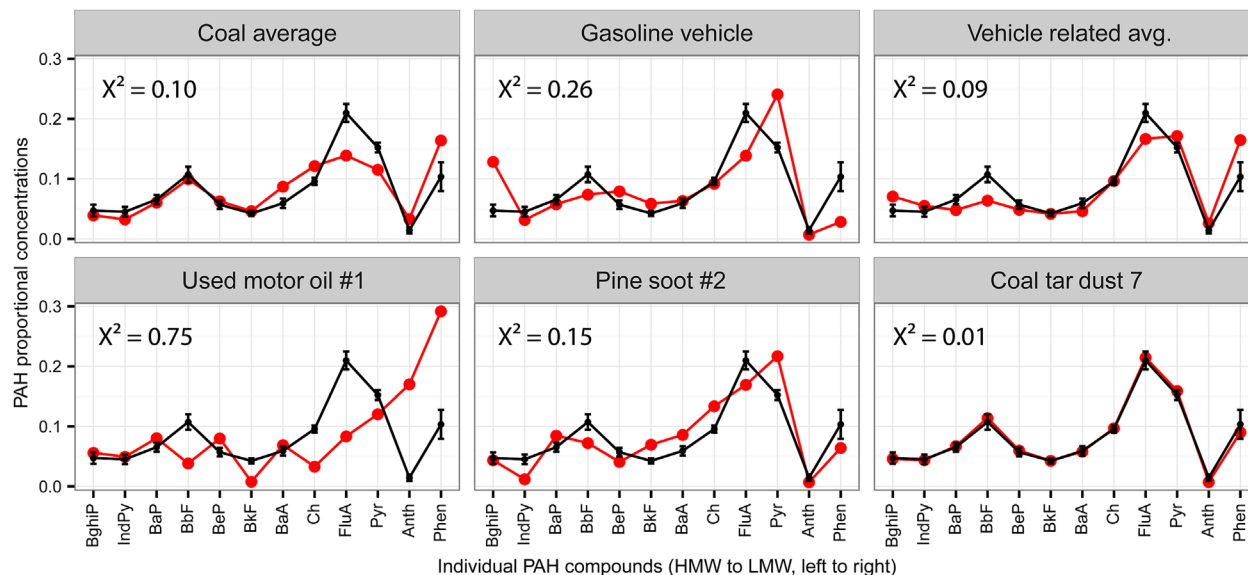 Coal average
Gasoline vehicle
Vehicle related avg.
0.3
0.2
0.1
0.0
X² = 0.10
X² = 0.26
X² = 0.09
Used motor oil #1
Pine soot #2
Coal tar dust 7
0.3
0.2
0.1
0.0
X² = 0.75
X² = 0.15
X² = 0.01
PAH proportional concentrations
BghiP
IndPy
BaP
BbF
BeP
BkF
BaA
Ch
FluA
Pyr
Anth
Phen
BghiP
IndPy
BaP
BbF
BeP
BkF
BaA
Ch
FluA
Pyr
Anth
Phen
BghiP
IndPy
BaP
BbF
BeP
BkF
BaA
Ch
FluA
Pyr
Anth
Phen
Individual PAH compounds (HMW to LMW, left to right)